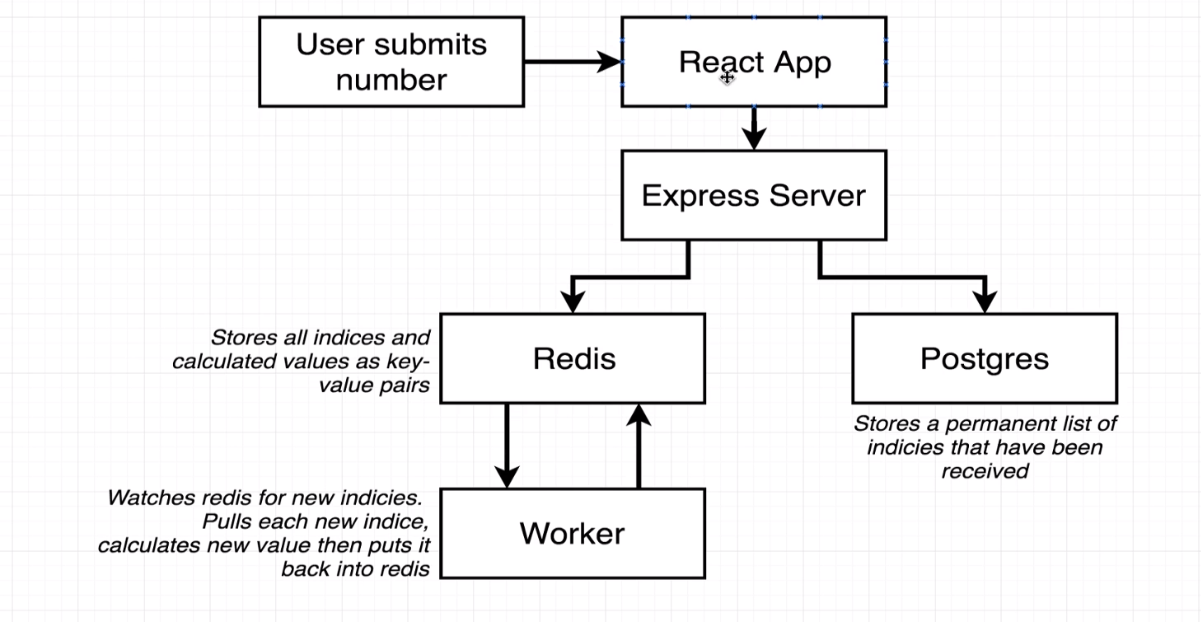 User submits
number
React App
Express Server
Stores all indices and
calculated values as key-
value pairs
Redis
Postgres
Stores a permanent list of
indicies that have been
received
Watches redis for new indicies.
Pulls each new indice,
calculates new value then puts it
back into redis
Worker